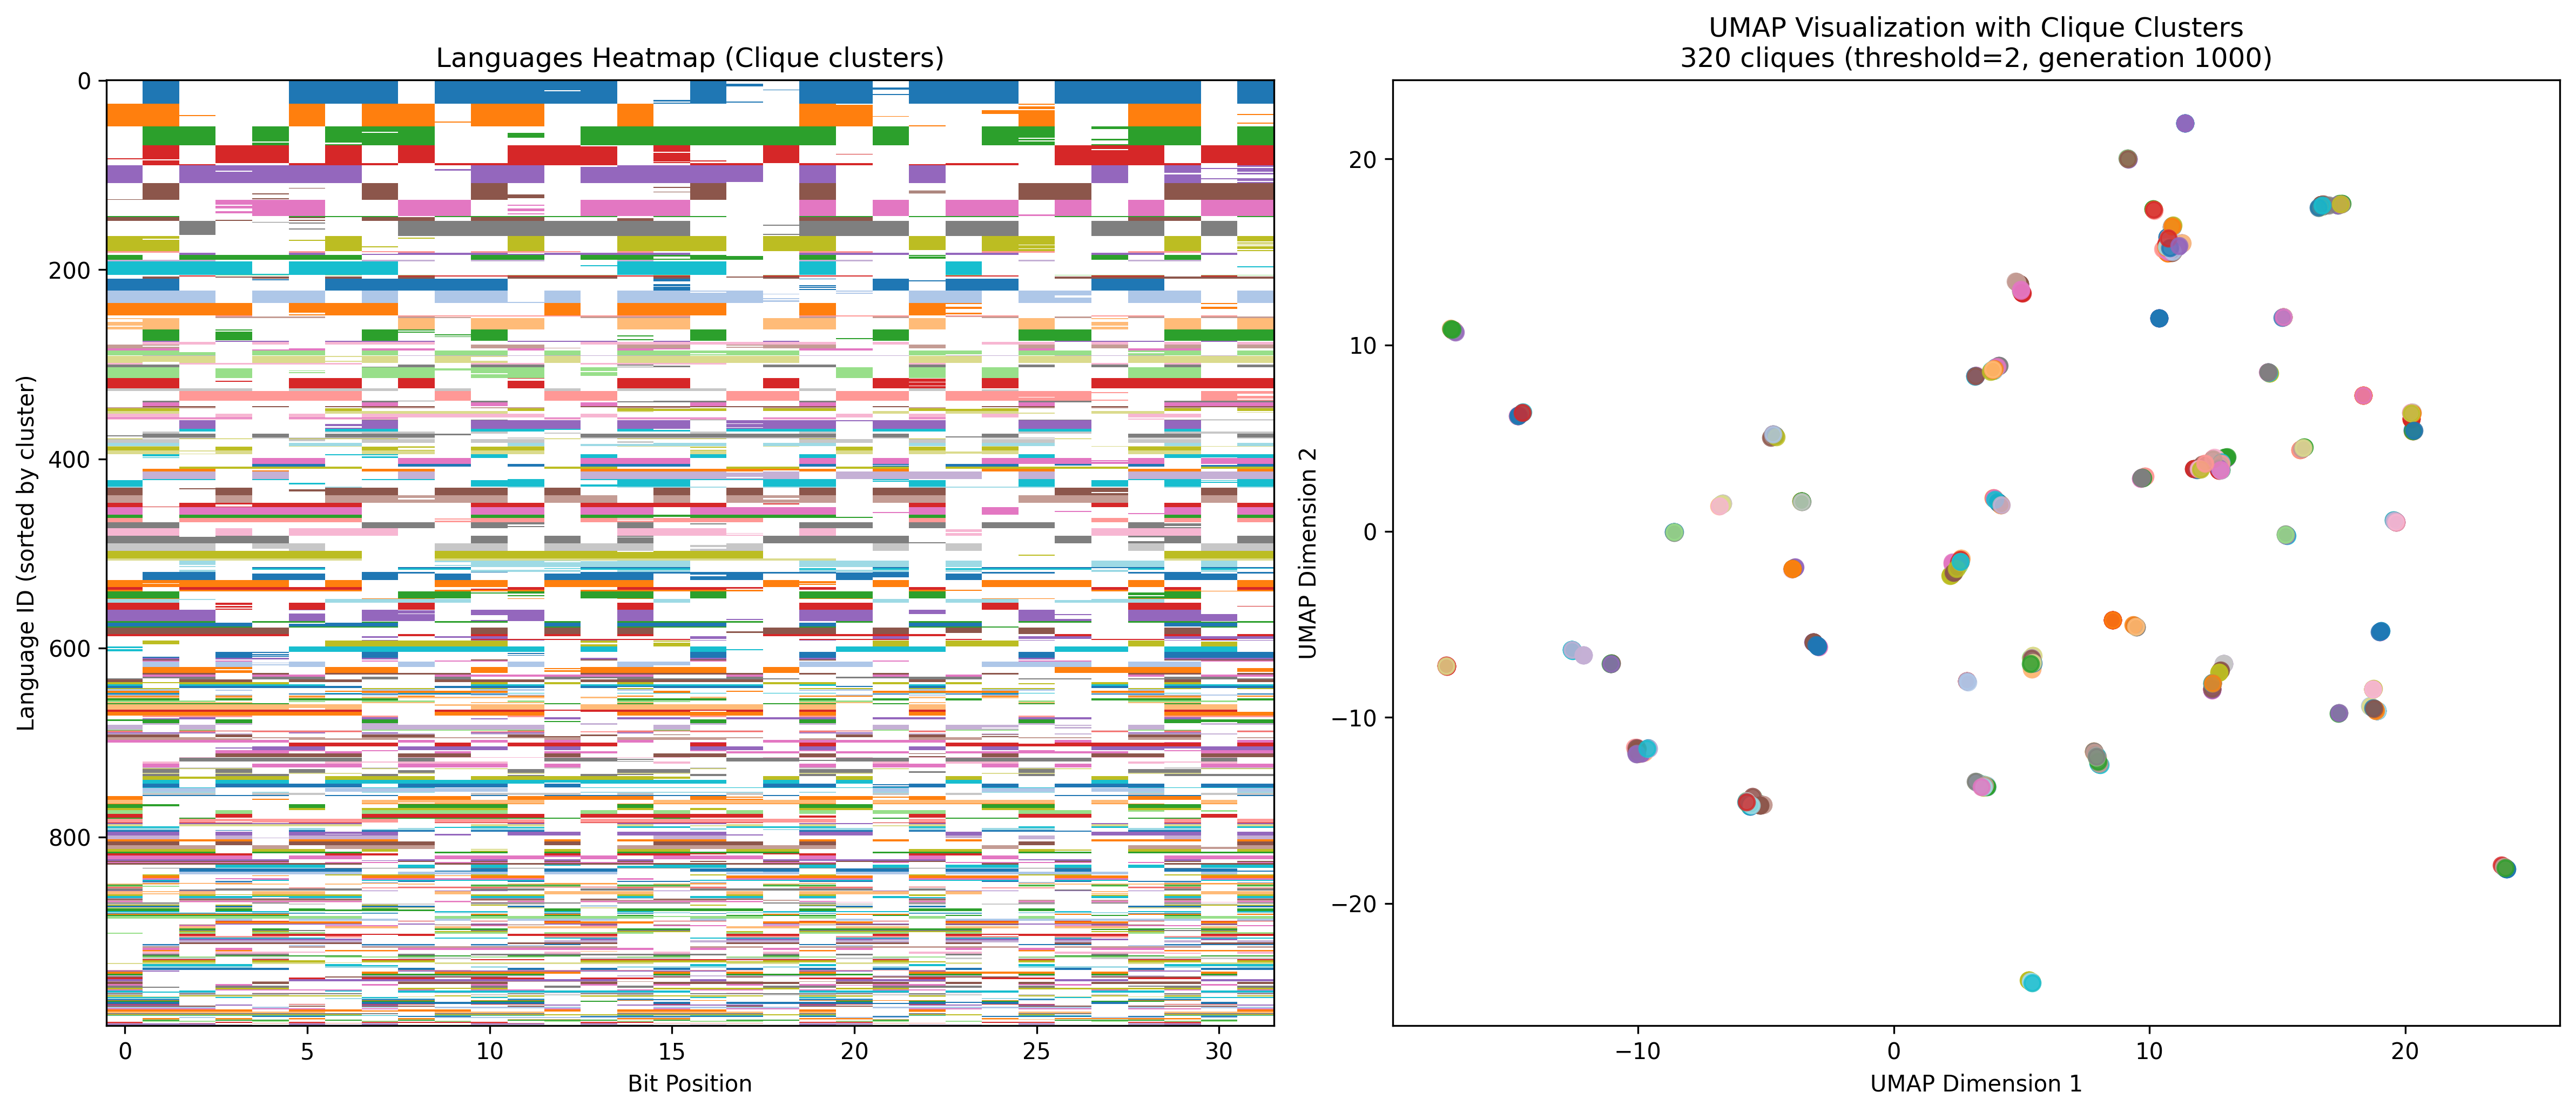 Languages Heatmap (Clique clusters)
0
200
400
600
800
Language ID (sorted by cluster)
0 5 10 15 20 25 30
Bit Position
UMAP Visualization with Clique Clusters
320 cliques (threshold=2, generation 1000)
20
10
0
−10
−20
UMAP Dimension 2
−10 0 10 20
UMAP Dimension 1